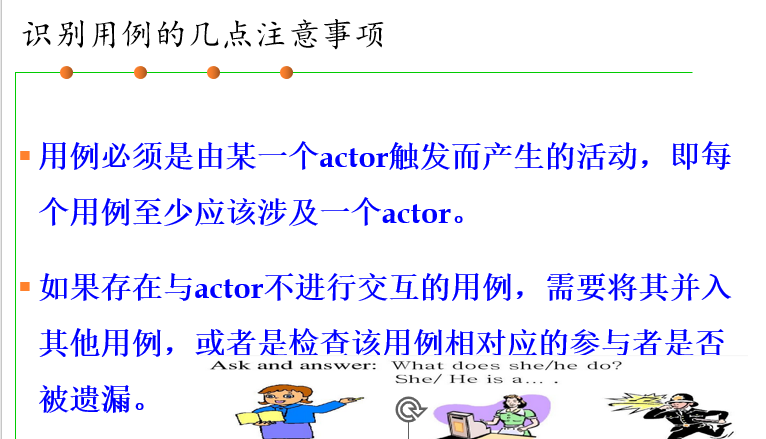 识别用例的几点注意事项
用例必须是由某一个actor触发而产生的活动，即每
个用例至少应该涉及一个actor。
如果存在与actor不进行交互的用例，需要将其并入
其他用例，或者是检查该用例相对应的参与者是否
被遗漏。
Ask and answer: What does she/he do?
She/ He is a... .